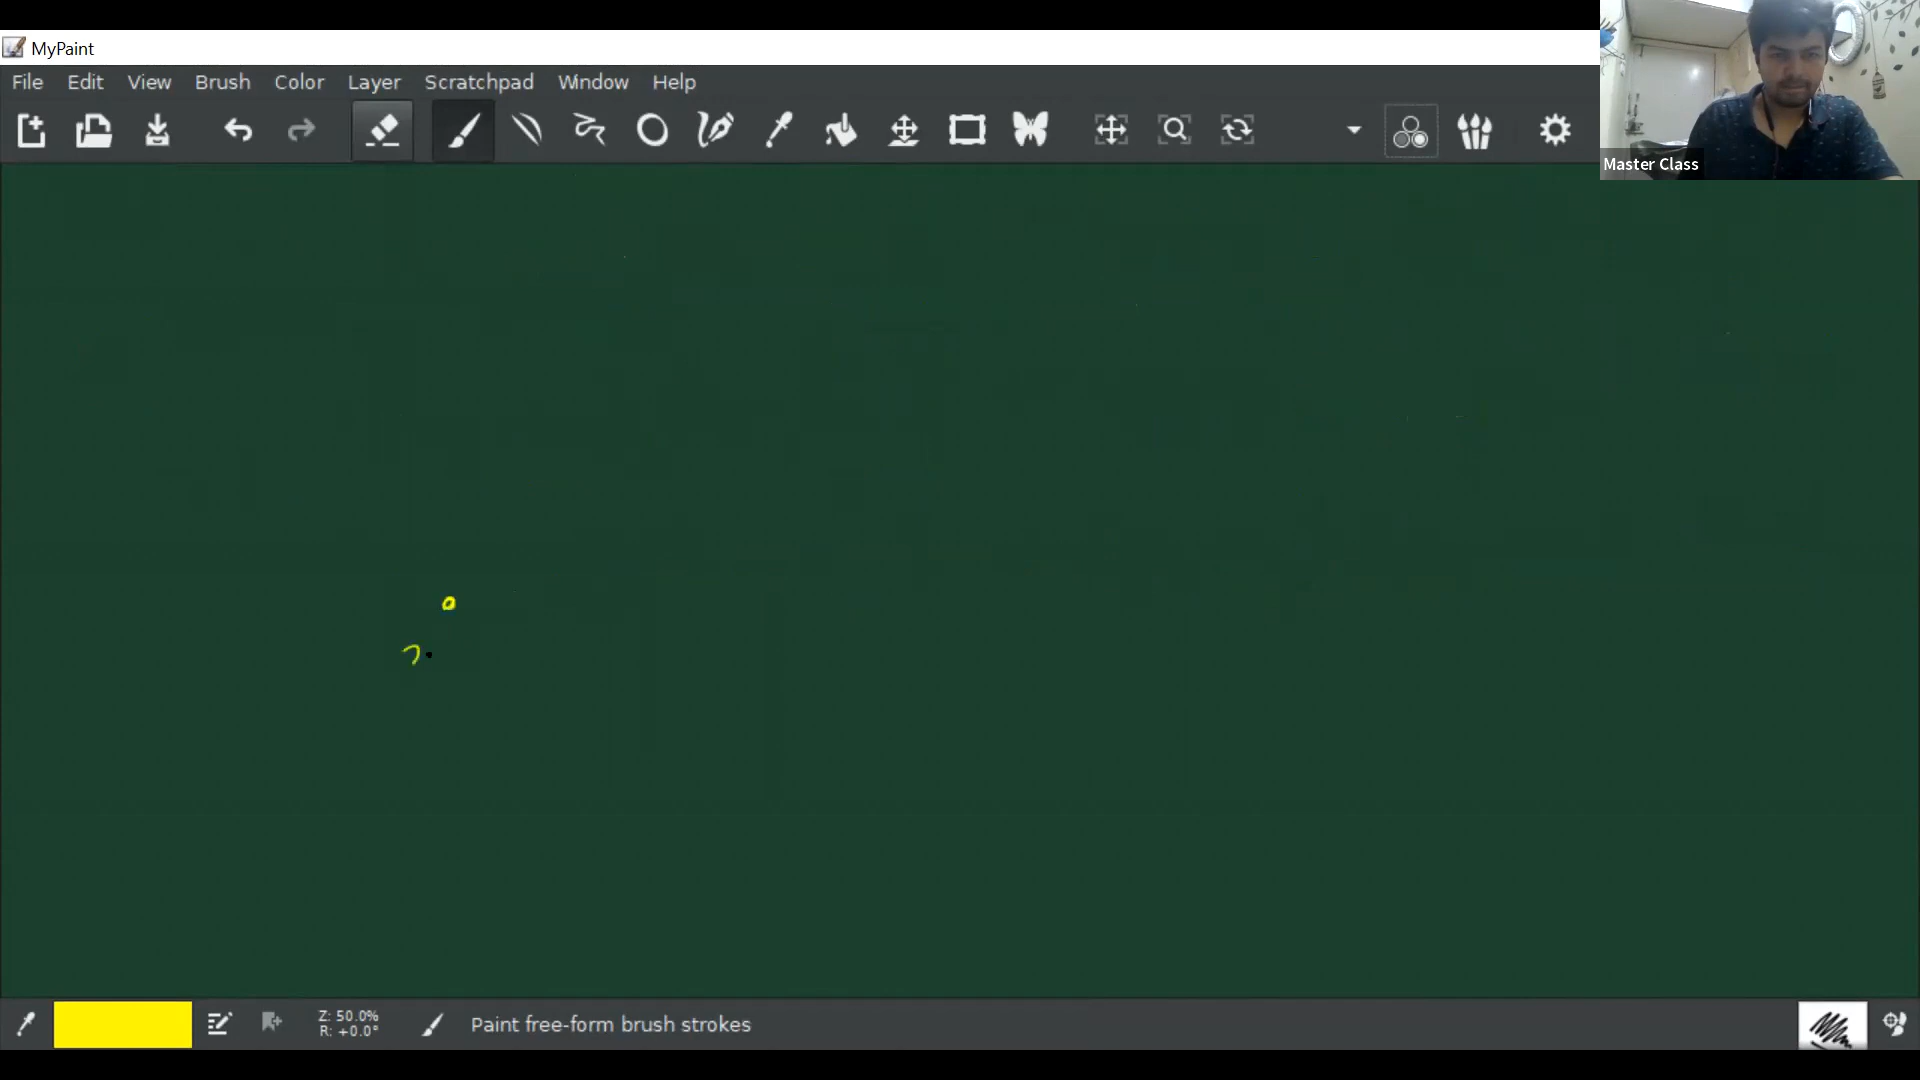 MyPaint
File Edit View Brush Color Layer Scratchpad Window Help
Master Class
Z: 50.0%
R: +0.0°
Paint free-form brush strokes